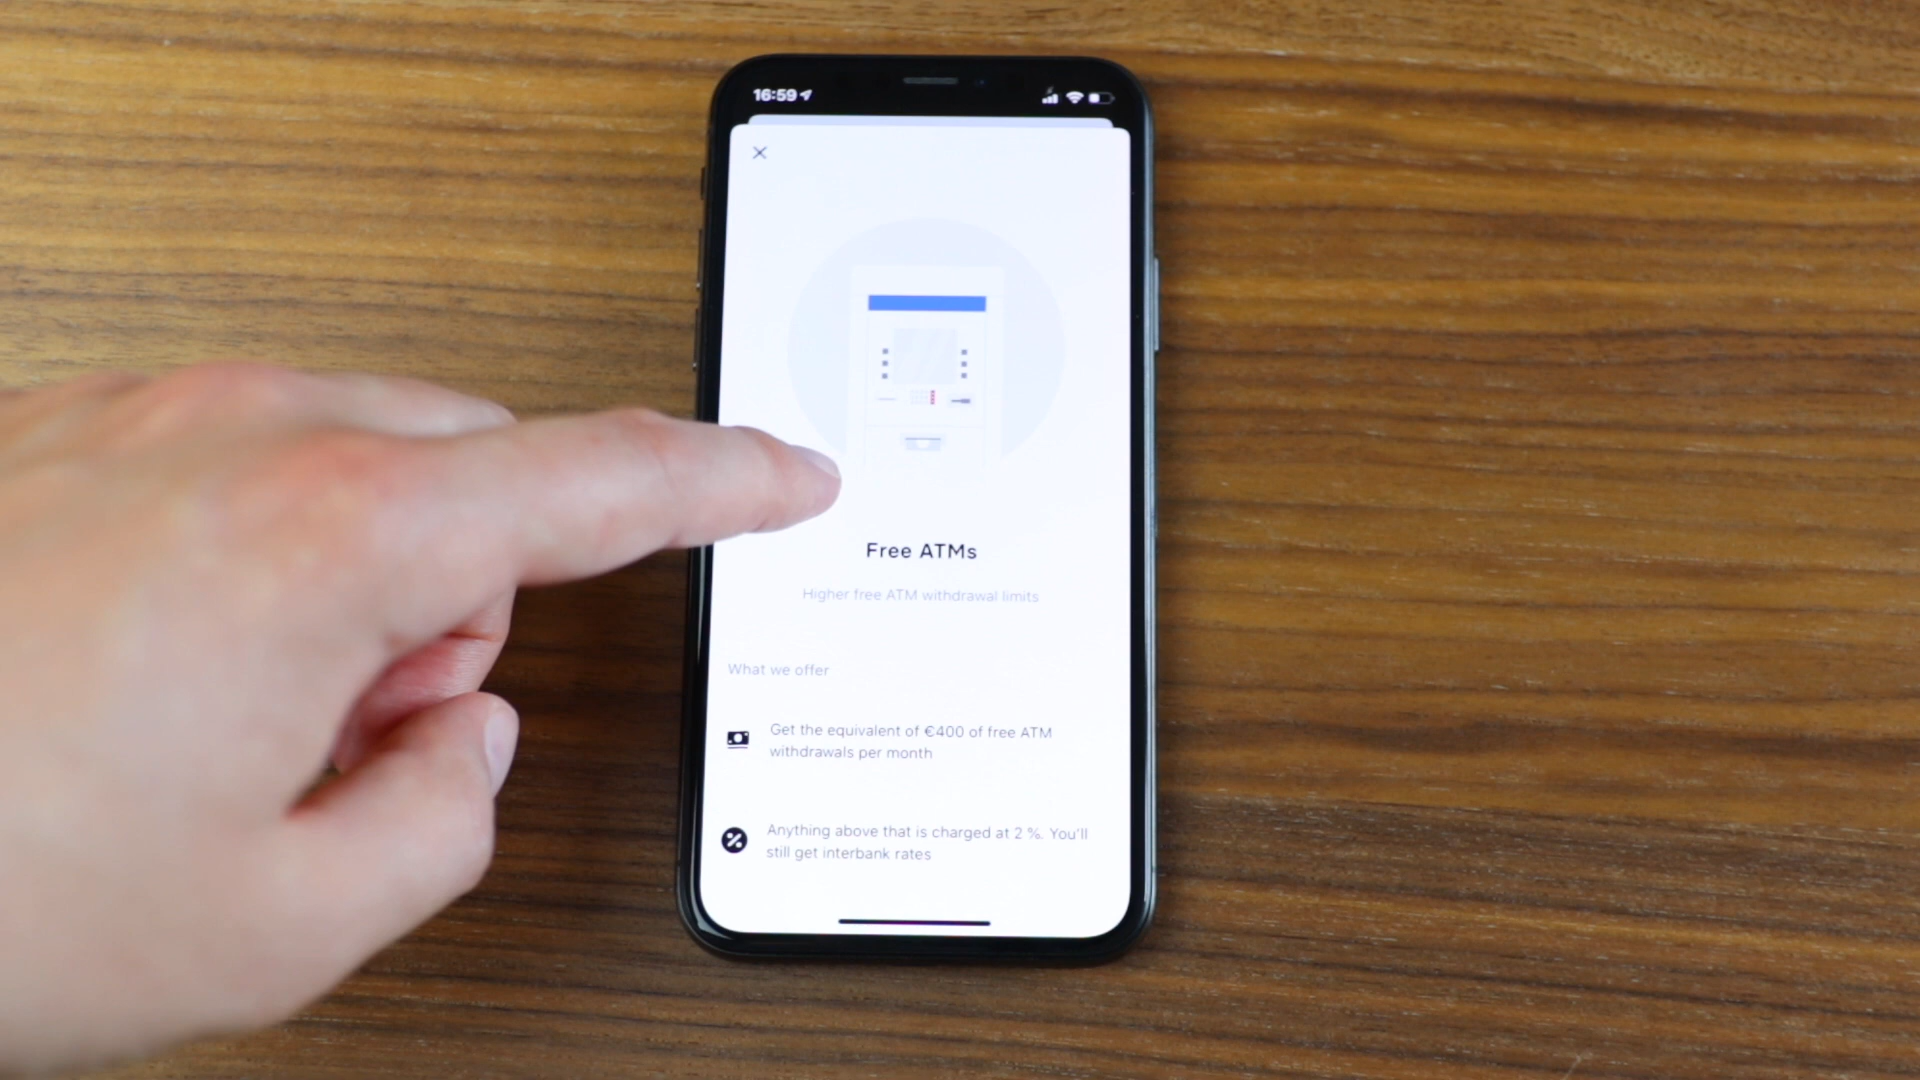 16:59
Free ATMs
Higher free ATM withdrawal limits
What we offer
Get the equivalent of €400 of free ATM
withdrawals per month
Anything above that is charged at 2 %. You'll
still get interbank rates